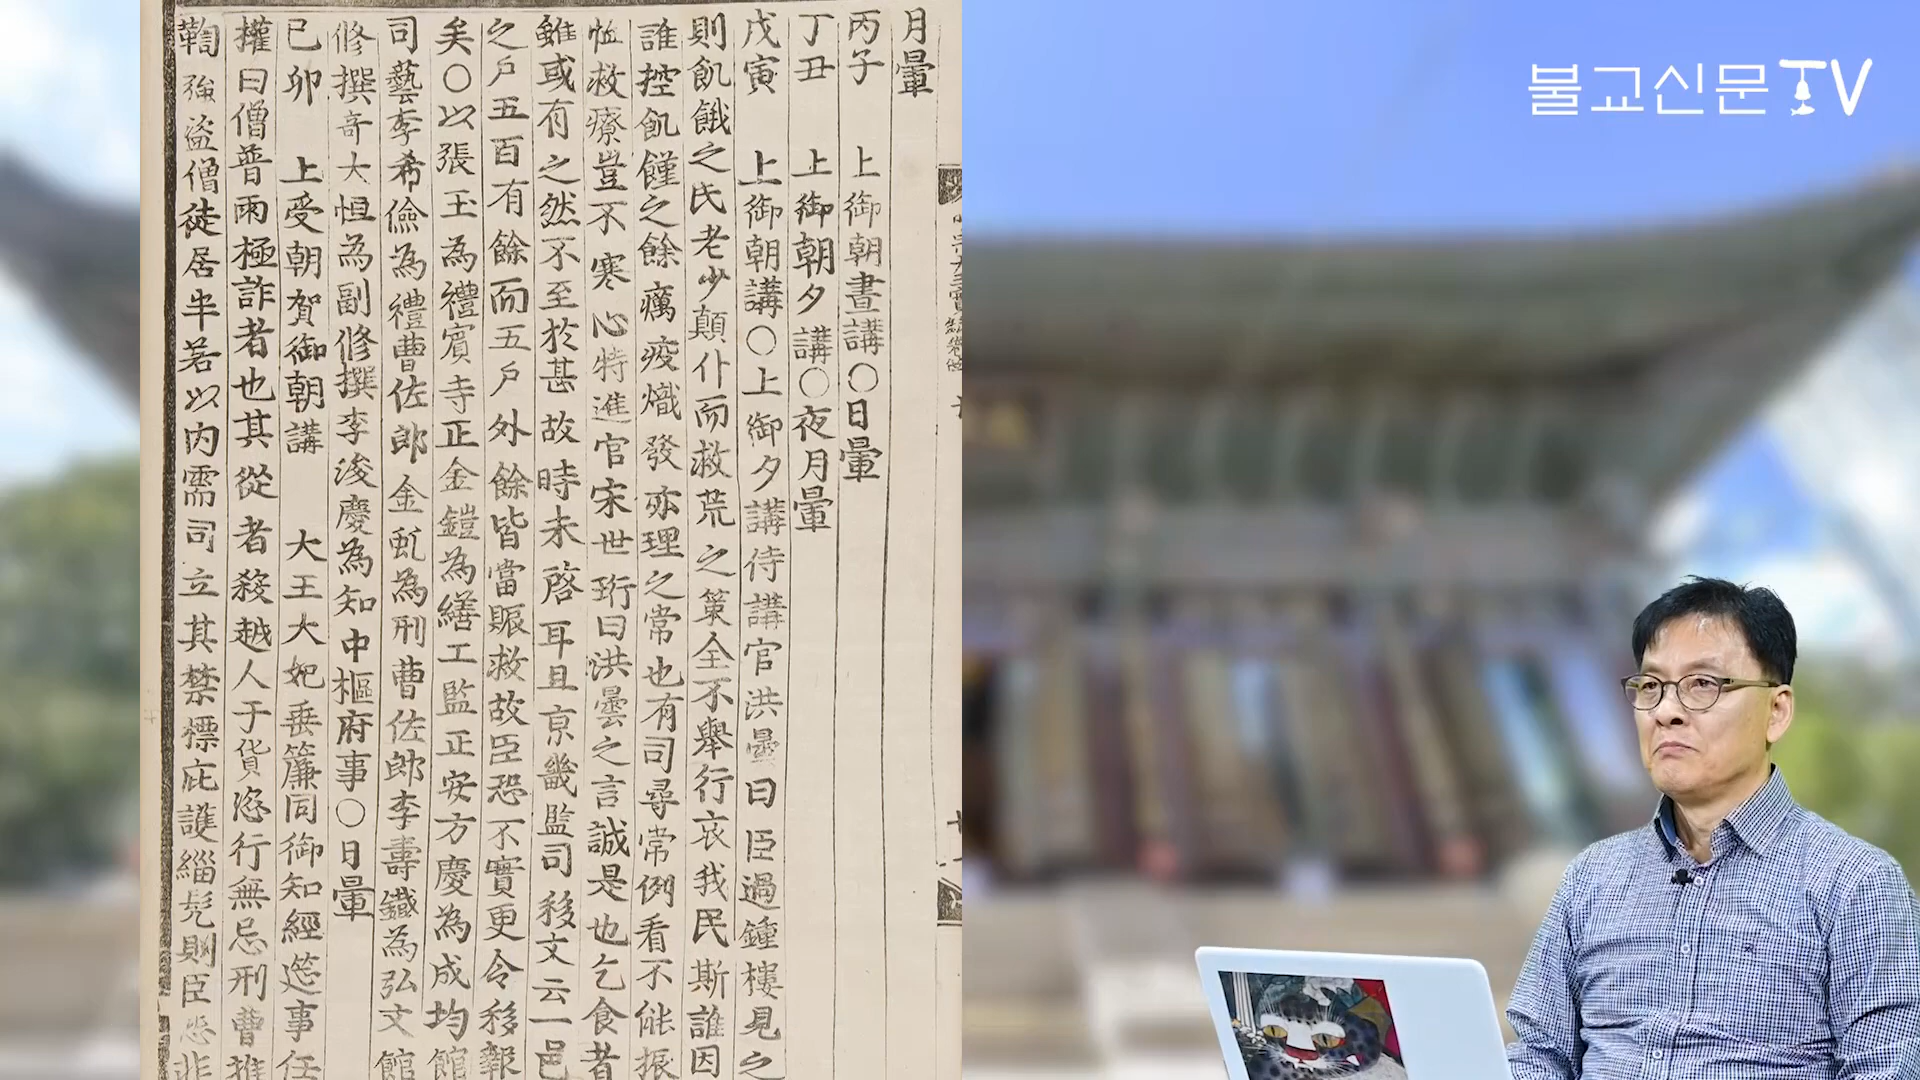 불교신문TV
月暈
丙子 上御朝晝講○日暈
丁丑 上御朝夕講○夜月暈
戊寅 上御朝講○上御夕講侍講官洪曇曰臣過鍾樓見之
則飢餓之氓老少顚仆而救荒之策全不擧行哀我民斯誰因
誰控飢饉之餘癘疫熾發亦理之常也有司尋常例看不能振
恤救療豈不寒心特進官宋世珩曰洪曇之言誠是也乞食者
雖或有之然不至於甚故時未啓耳且京畿監司移文云一邑
之戶五百有餘而五戶外餘皆當賑救故臣恐不實更令移報
矣○以張玉為禮賓寺正金鎧為繕工監正安方慶為成均館
司藝李希儉為禮曹佐郞金虬為刑曹佐郞李壽鐵為弘文館
修撰奇大恒為副修撰李浚慶為知中樞府事○日暈
已卯 上受朝賀御朝講 大王大妃垂簾同御知經筵事任
權曰僧普雨極詐者也其從者殺越人于貨恣行無忌刑曹推
鞫强盜僧徒居半若以內需司立其禁標庇護緇髡則臣恐非